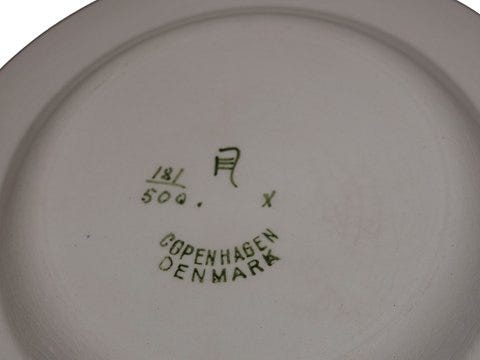 181
500.
x
COPENHAGEN
DENMARK